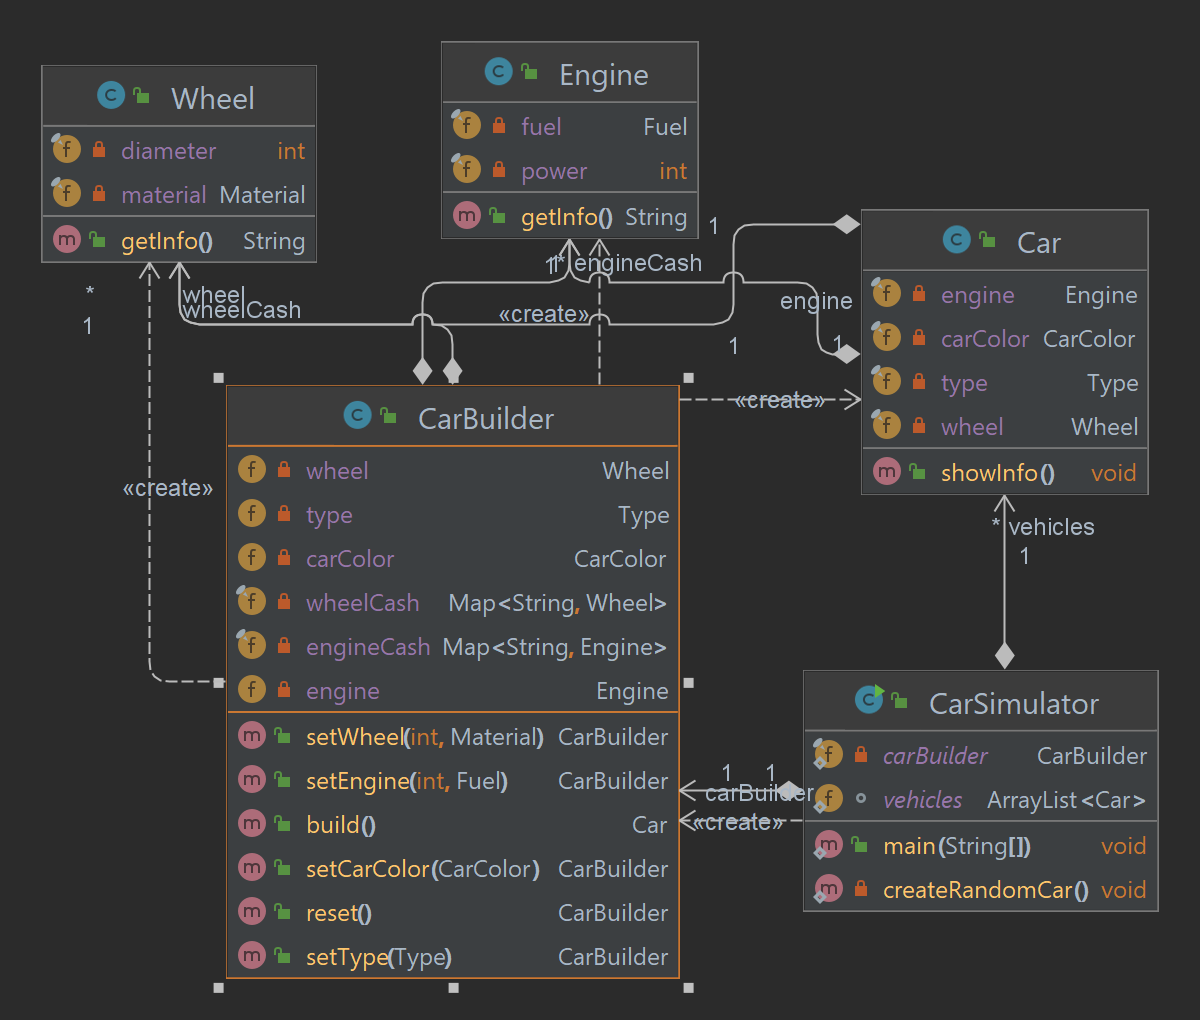 Wheel
diameter int
material Material
getInfo() String
Engine
fuel Fuel
power int
getInfo() String
Car
engine Engine
carColor CarColor
type Type
wheel Wheel
showInfo() void
1
1
* engineCash
engine
1
«create»
1
*
1
wheel
wheelCash
«create»
«create»
CarBuilder
wheel Wheel
type Type
carColor CarColor
wheelCash Map<String, Wheel>
engineCash Map<String, Engine>
engine Engine
setWheel(int, Material) CarBuilder
setEngine(int, Fuel) CarBuilder
build() Car
setCarColor(CarColor) CarBuilder
reset() CarBuilder
setType(Type) CarBuilder
* vehicles
1
CarSimulator
carBuilder CarBuilder
vehicles ArrayList<Car>
main(String[]) void
createRandomCar() void
1 1
carBuilder
«create»